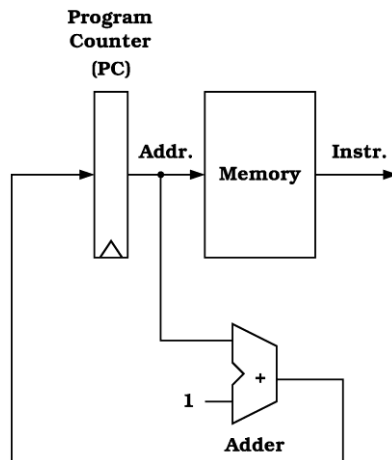 Program
Counter
(PC)
Addr.
Memory
Instr.
1
+
Adder